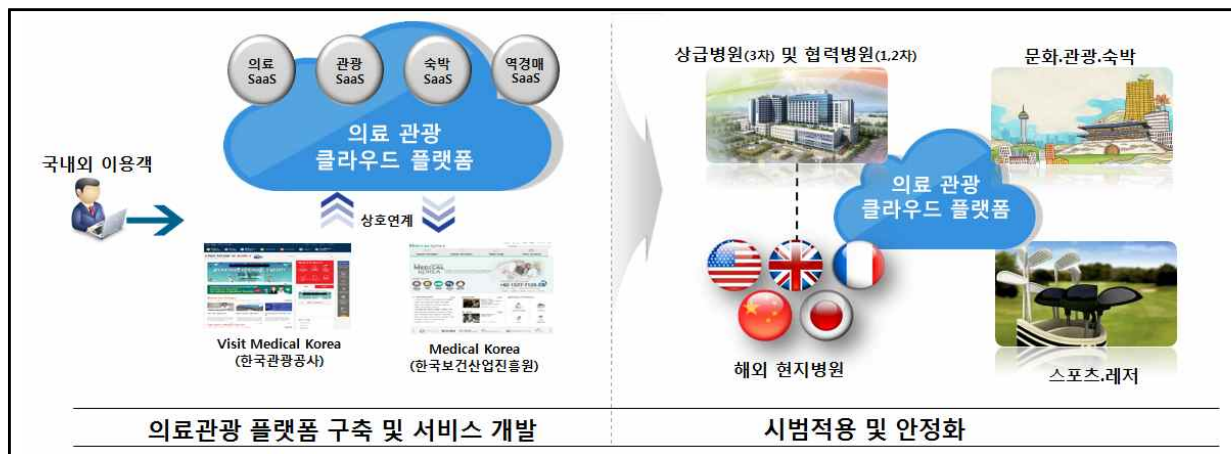 의료
SaaS
관광
SaaS
숙박
SaaS
역경매
SaaS
의료 관광
클라우드 플랫폼
국내외 이용객
상호연계
Visit Medical Korea
(한국관광공사)
Medical Korea
(한국보건산업진흥원)
의료관광 플랫폼 구축 및 서비스 개발
상급병원(3차) 및 협력병원(1,2차)
문화.관광.숙박
의료 관광
클라우드 플랫폼
해외 현지병원
스포츠.레저
시범적용 및 안정화